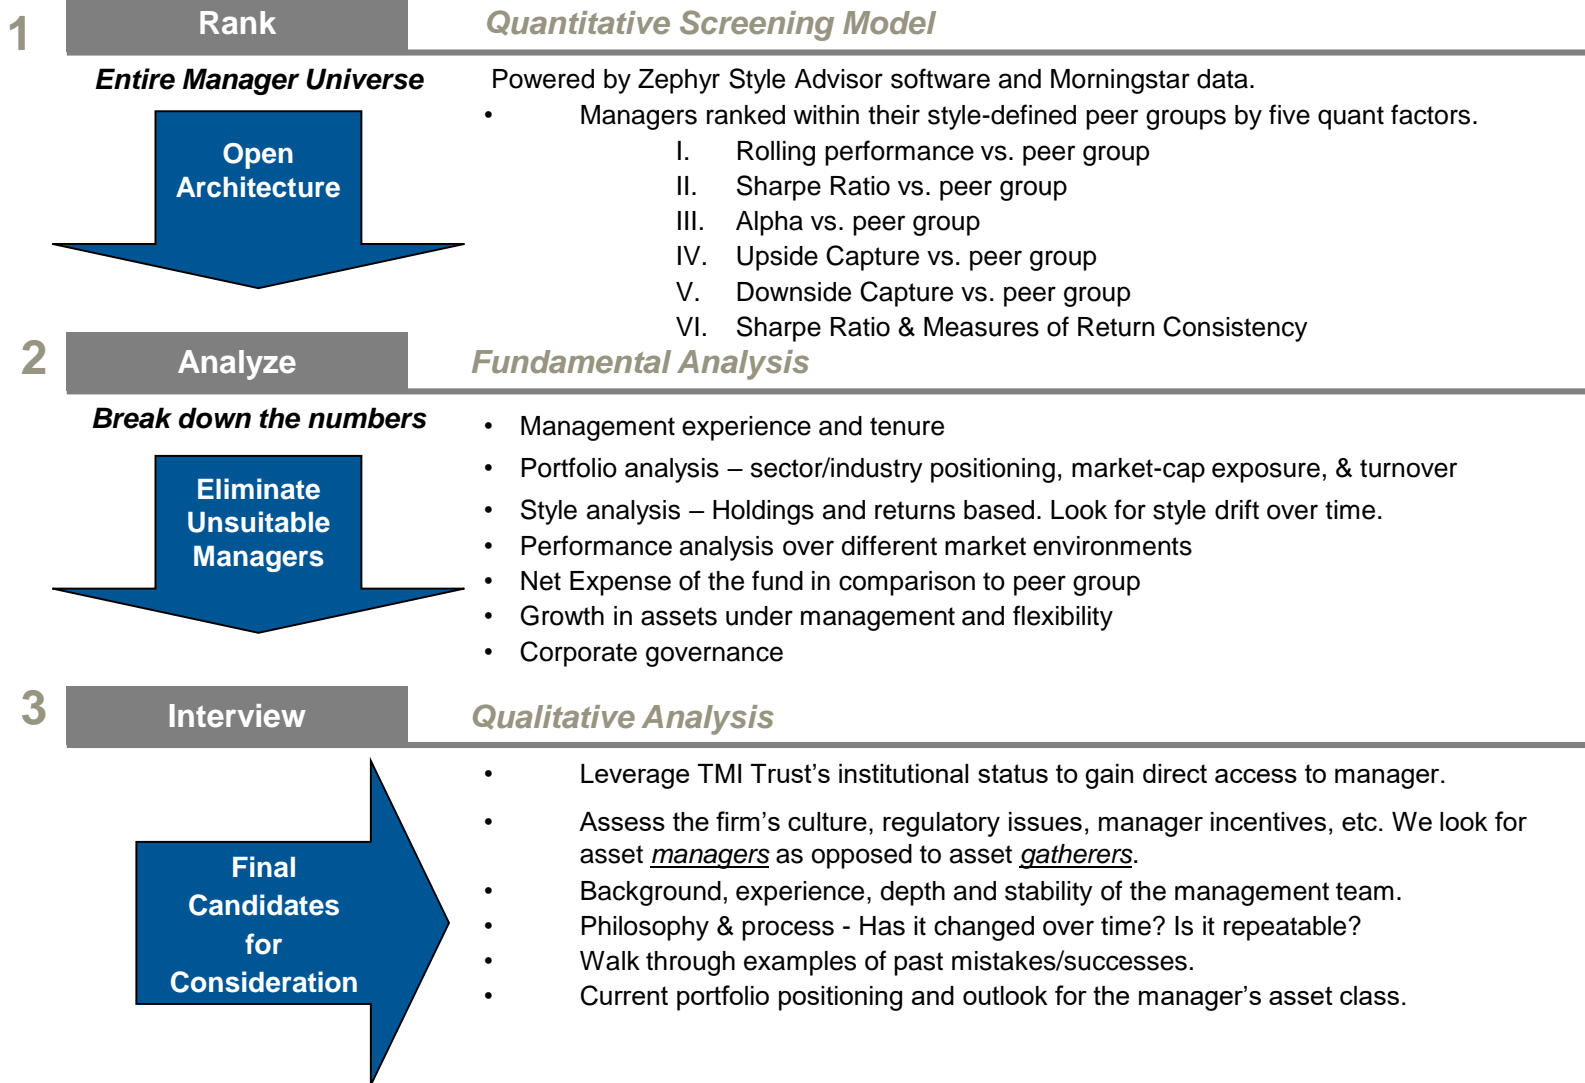 1
Rank
Quantitative Screening Model
Entire Manager Universe
Open
Architecture
Powered by Zephyr Style Advisor software and Morningstar data.
• Managers ranked within their style-defined peer groups by five quant factors.
I. Rolling performance vs. peer group
II. Sharpe Ratio vs. peer group
III. Alpha vs. peer group
IV. Upside Capture vs. peer group
V. Downside Capture vs. peer group
VI. Sharpe Ratio & Measures of Return Consistency
2
Analyze
Fundamental Analysis
Break down the numbers
Eliminate
Unsuitable
Managers
• Management experience and tenure
• Portfolio analysis – sector/industry positioning, market-cap exposure, & turnover
• Style analysis – Holdings and returns based. Look for style drift over time.
• Performance analysis over different market environments
• Net Expense of the fund in comparison to peer group
• Growth in assets under management and flexibility
• Corporate governance
3
Interview
Qualitative Analysis
Final
Candidates
for
Consideration
• Leverage TMI Trust’s institutional status to gain direct access to manager.
• Assess the firm’s culture, regulatory issues, manager incentives, etc. We look for
asset managers as opposed to asset gatherers.
• Background, experience, depth and stability of the management team.
• Philosophy & process - Has it changed over time? Is it repeatable?
• Walk through examples of past mistakes/successes.
• Current portfolio positioning and outlook for the manager’s asset class.